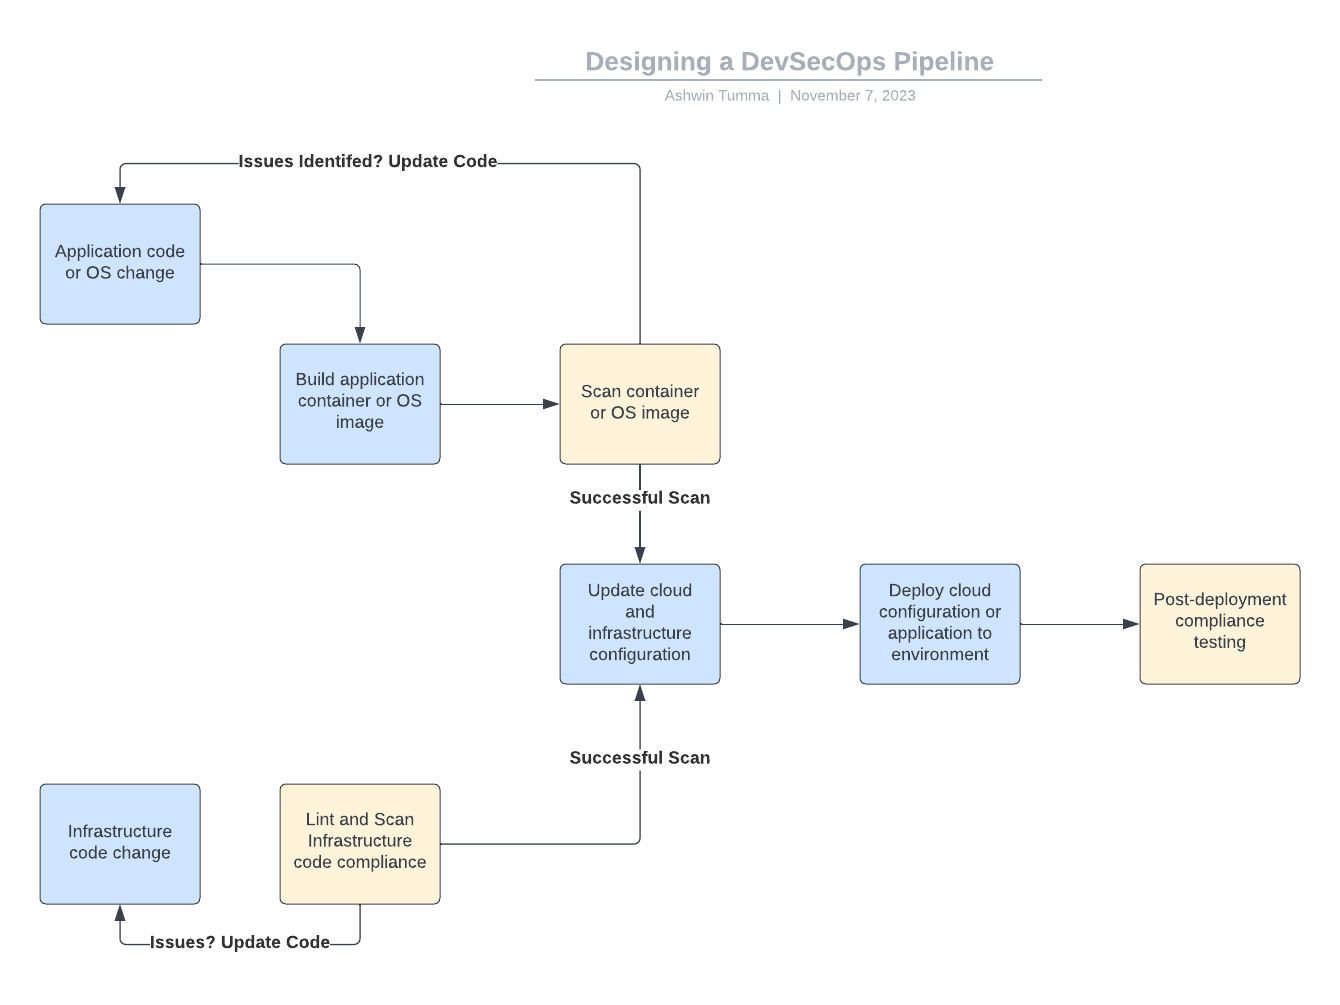 Designing a DevSecOps Pipeline
Ashwin Tumma | November 7, 2023
Issues Identifed? Update Code
Application code
or OS change
Build application
container or OS
image
Scan container
or OS image
Successful Scan
Update cloud
and
infrastructure
configuration
Deploy cloud
configuration or
application to
environment
Post-deployment
compliance
testing
Successful Scan
Infrastructure
code change
Lint and Scan
Infrastructure
code compliance
Issues? Update Code